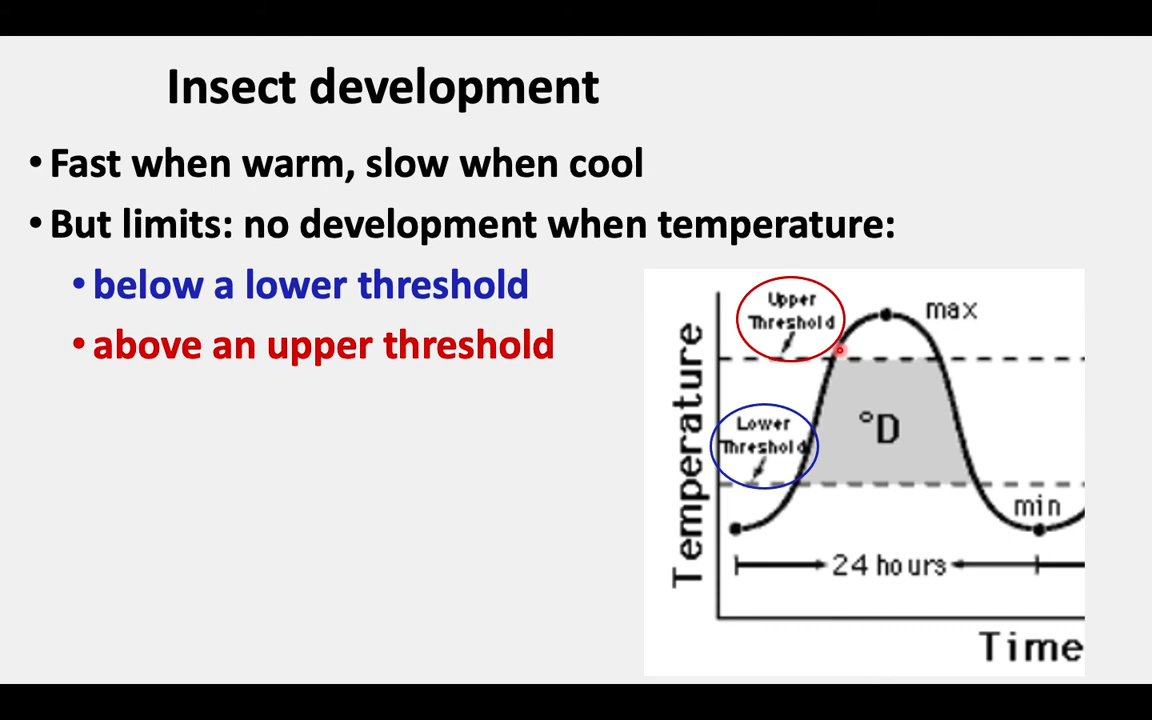 Insect development
• Fast when warm, slow when cool
• But limits: no development when temperature:
• below a lower threshold
• above an upper threshold
Upper
Threshold
max
Lower
Threshold
°D
min
24 hours
Temperature
Time